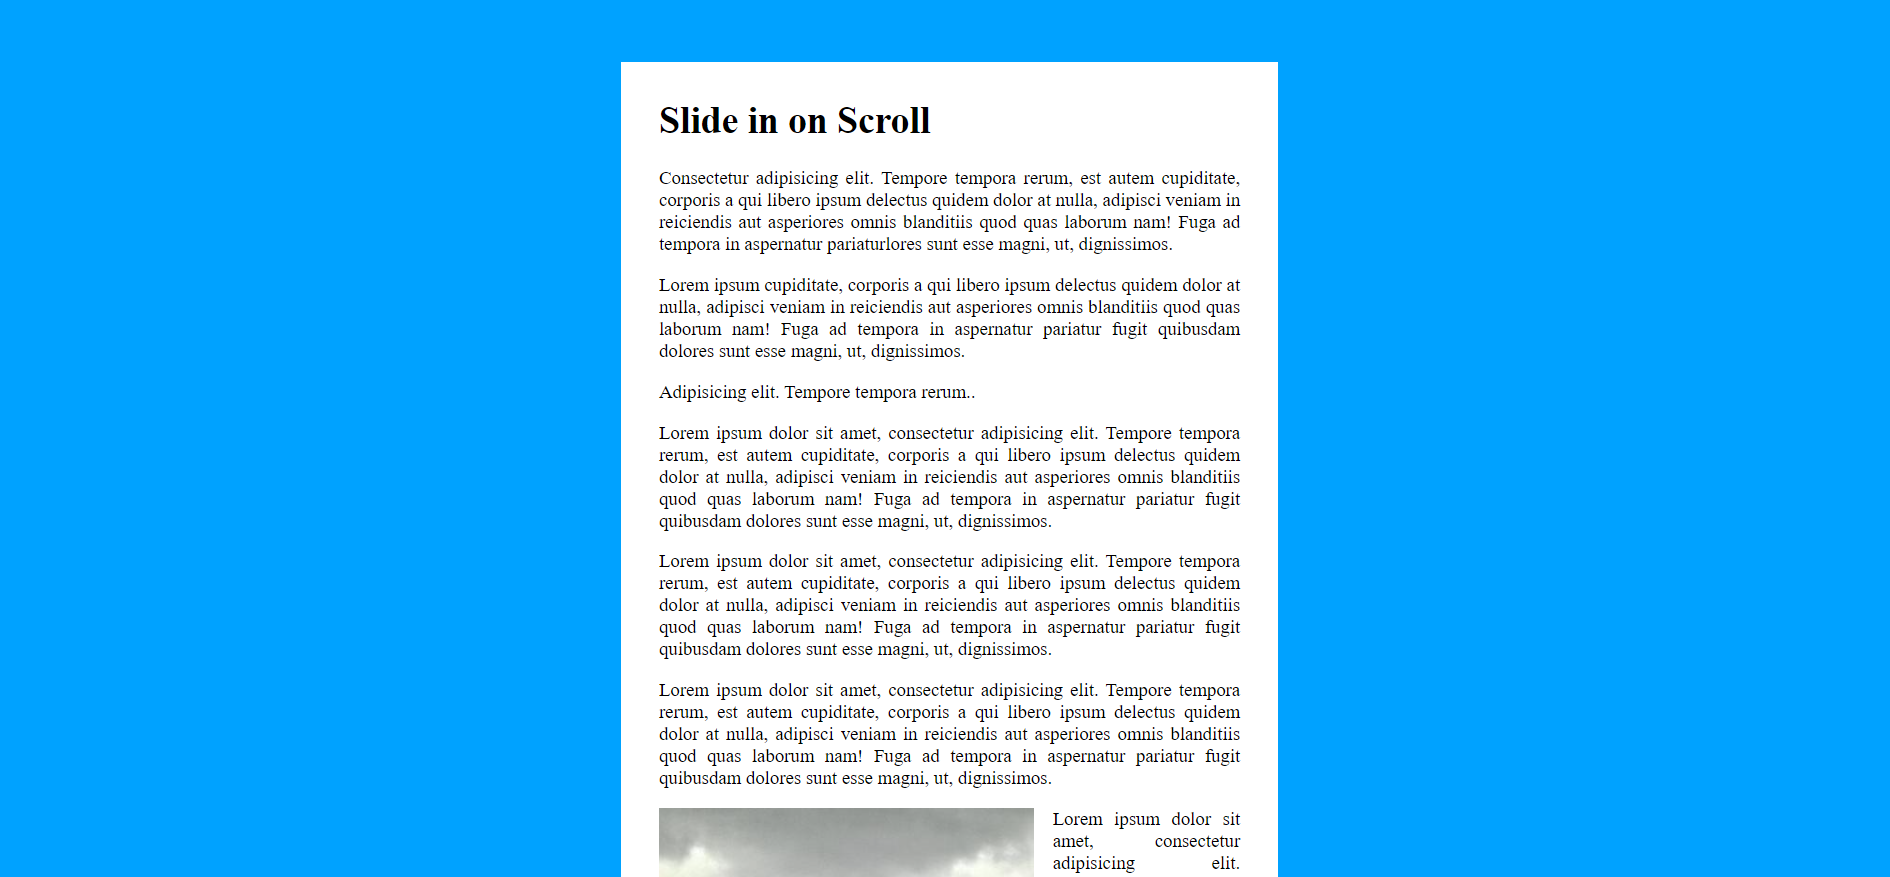 Slide in on Scroll
Consectetur adipisicing elit. Tempore tempora rerum, est autem cupiditate,
corporis a qui libero ipsum delectus quidem dolor at nulla, adipisci veniam in
reiciendis aut asperiores omnis blanditiis quod quas laborum nam! Fuga ad
tempora in aspernatur pariaturlores sunt esse magni, ut, dignissimos.
Lorem ipsum cupiditate, corporis a qui libero ipsum delectus quidem dolor at
nulla, adipisci veniam in reiciendis aut asperiores omnis blanditiis quod quas
laborum nam! Fuga ad tempora in aspernatur pariatur fugit quibusdam
dolores sunt esse magni, ut, dignissimos.
Adipisicing elit. Tempore tempora rerum..
Lorem ipsum dolor sit amet, consectetur adipisicing elit. Tempore tempora
rerum, est autem cupiditate, corporis a qui libero ipsum delectus quidem
dolor at nulla, adipisci veniam in reiciendis aut asperiores omnis blanditiis
quod quas laborum nam! Fuga ad tempora in aspernatur pariatur fugit
quibusdam dolores sunt esse magni, ut, dignissimos.
Lorem ipsum dolor sit amet, consectetur adipisicing elit. Tempore tempora
rerum, est autem cupiditate, corporis a qui libero ipsum delectus quidem
dolor at nulla, adipisci veniam in reiciendis aut asperiores omnis blanditiis
quod quas laborum nam! Fuga ad tempora in aspernatur pariatur fugit
quibusdam dolores sunt esse magni, ut, dignissimos.
Lorem ipsum dolor sit amet, consectetur adipisicing elit. Tempore tempora
rerum, est autem cupiditate, corporis a qui libero ipsum delectus quidem
dolor at nulla, adipisci veniam in reiciendis aut asperiores omnis blanditiis
quod quas laborum nam! Fuga ad tempora in aspernatur pariatur fugit
quibusdam dolores sunt esse magni, ut, dignissimos.
Lorem ipsum dolor sit
amet, consectetur
adipisicing elit.